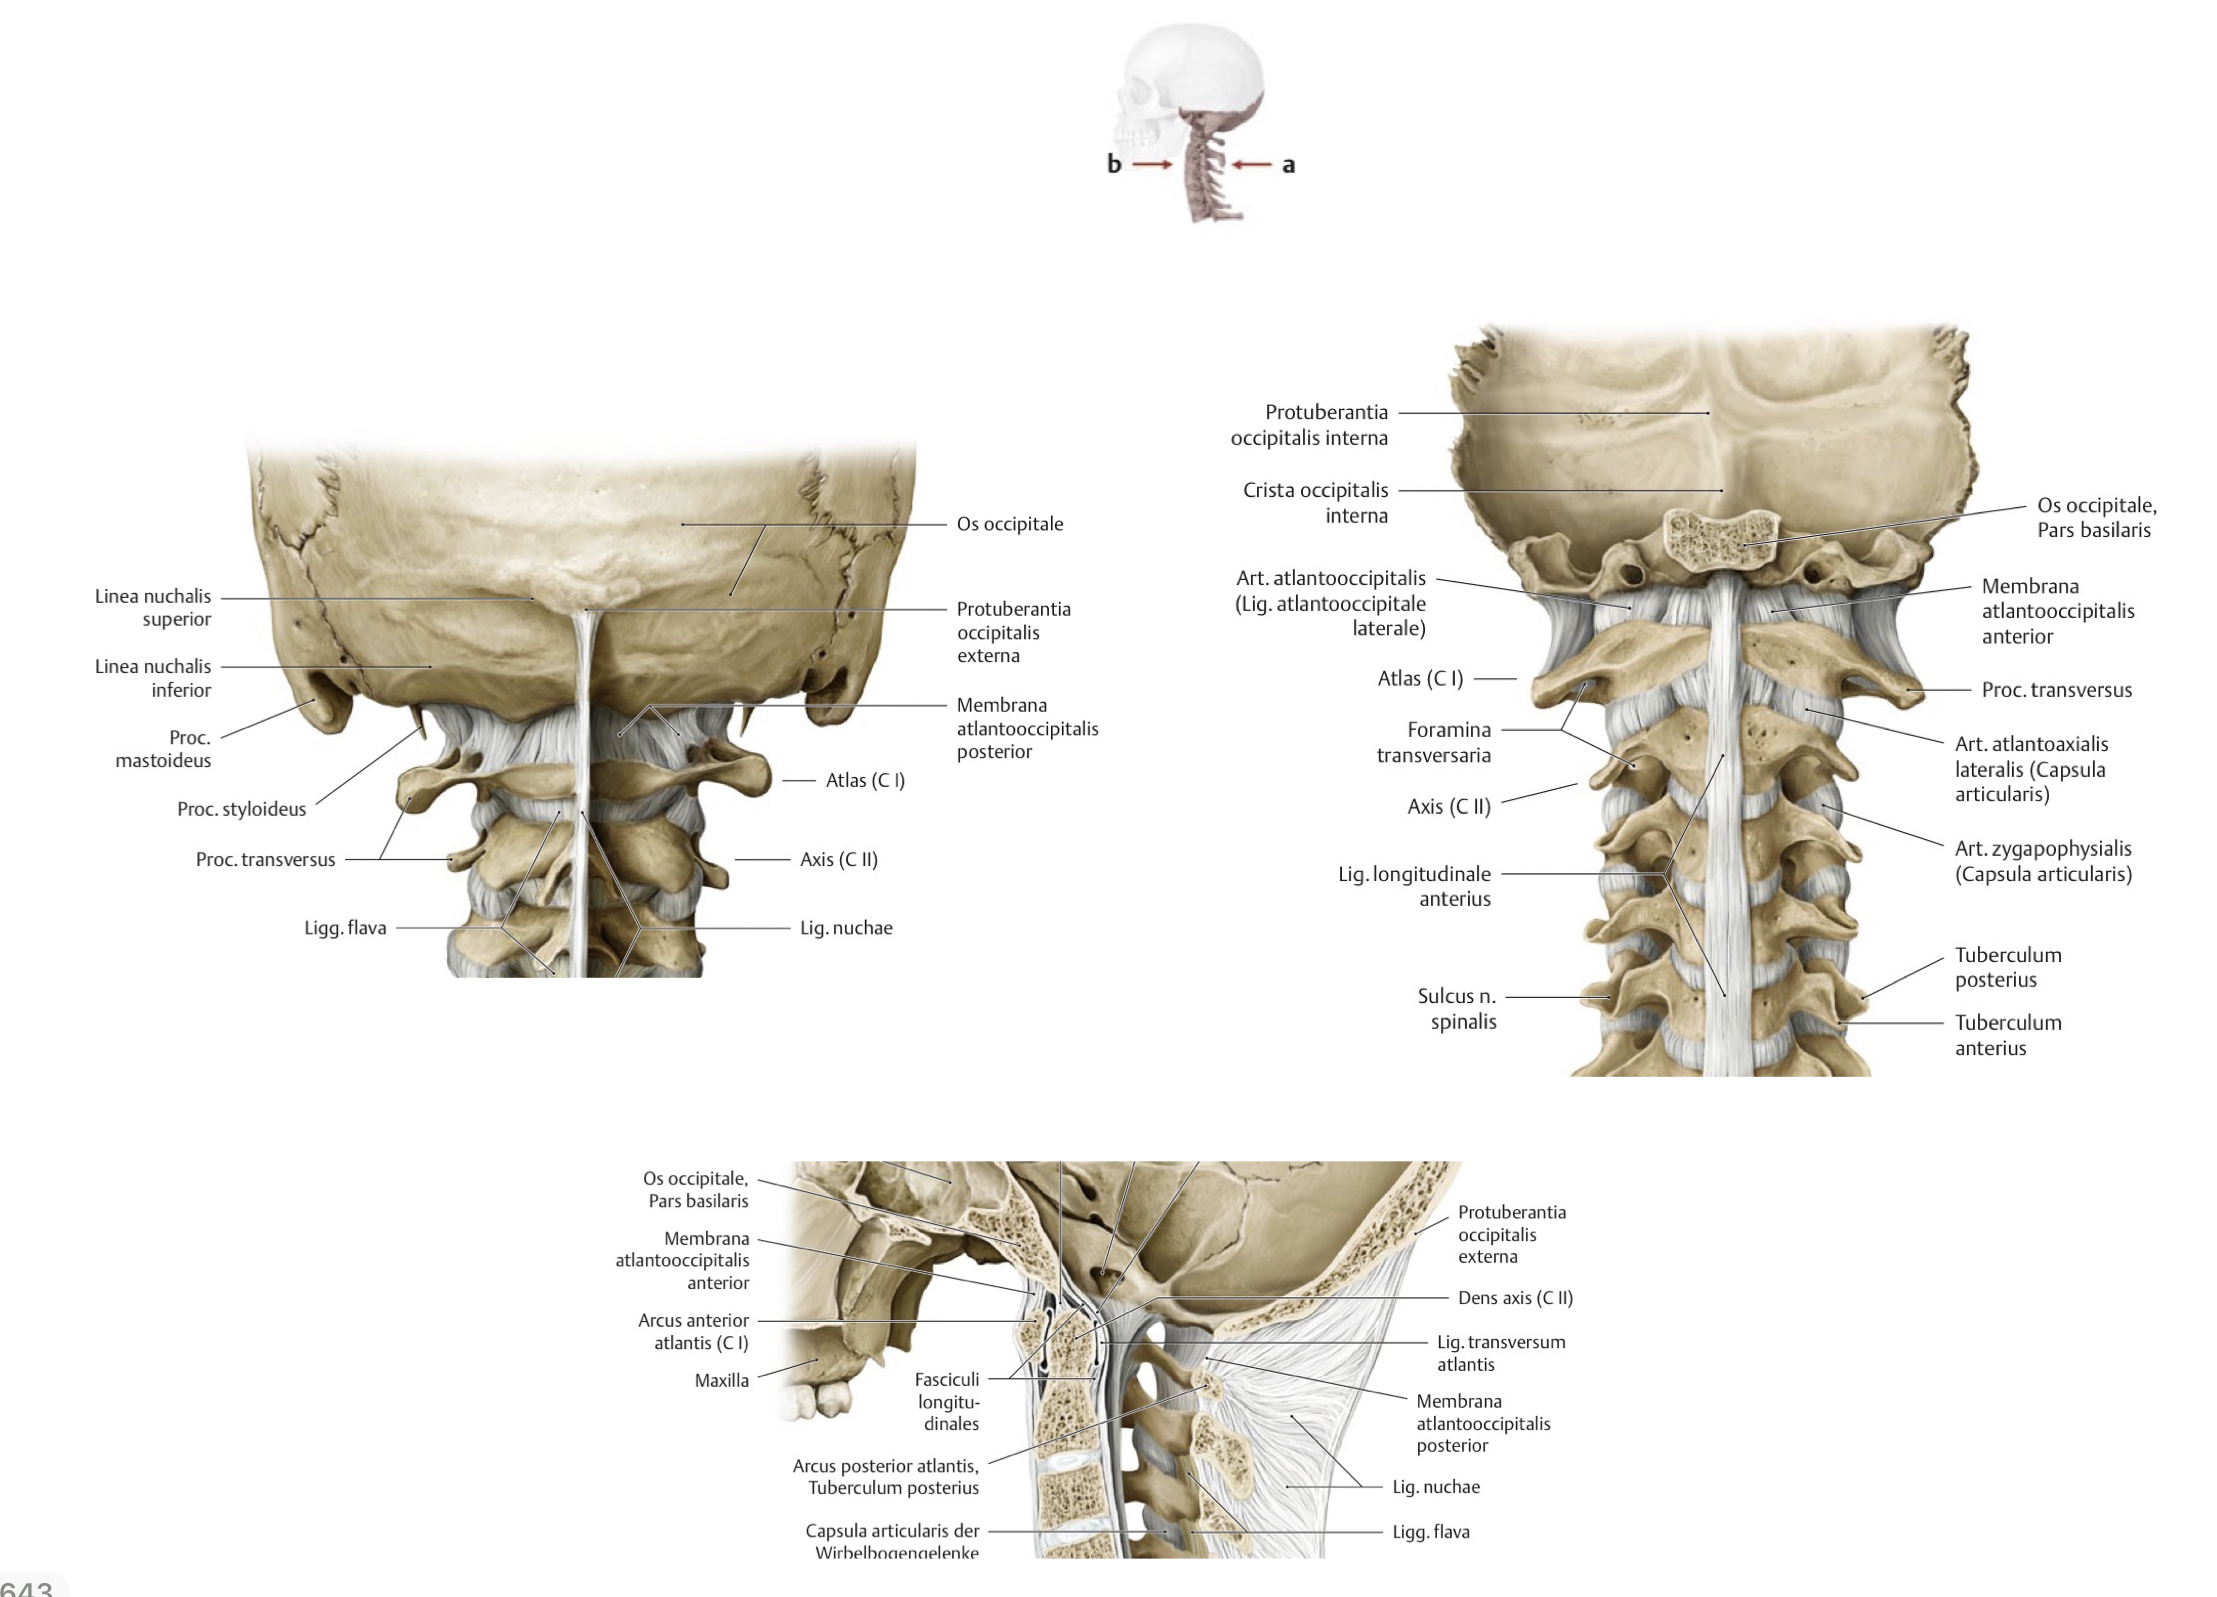 b
a
Linea nuchalis
superior
Linea nuchalis
inferior
Proc.
mastoideus
Proc. styloideus
Proc. transversus
Ligg. flava
Os occipitale
Protuberantia
occipitalis
externa
Membrana
atlantooccipitalis
posterior
Atlas (C I)
Axis (C II)
Lig. nuchae
Protuberantia
occipitalis interna
Crista occipitalis
interna
Art. atlantooccipitalis
(Lig. atlantooccipitale
laterale)
Atlas (C I)
Foramina
transversaria
Axis (C II)
Lig. longitudinale
anterius
Sulcus n.
spinalis
Os occipitale,
Pars basilaris
Membrana
atlantooccipitalis
anterior
Proc. transversus
Art. atlantoaxialis
lateralis (Capsula
articularis)
Art. zygapophysialis
(Capsula articularis)
Tuberculum
posterius
Tuberculum
anterius
Os occipitale,
Pars basilaris
Membrana
atlantooccipitalis
anterior
Arcus anterior
atlantis (C I)
Maxilla
Fasciculi
longitu-
dinales
Arcus posterior atlantis,
Tuberculum posterius
Capsula articularis der
Wirbelbogengelenke
Protuberantia
occipitalis
externa
Dens axis (C II)
Lig. transversum
atlantis
Membrana
atlantooccipitalis
posterior
Lig. nuchae
Ligg. flava
643